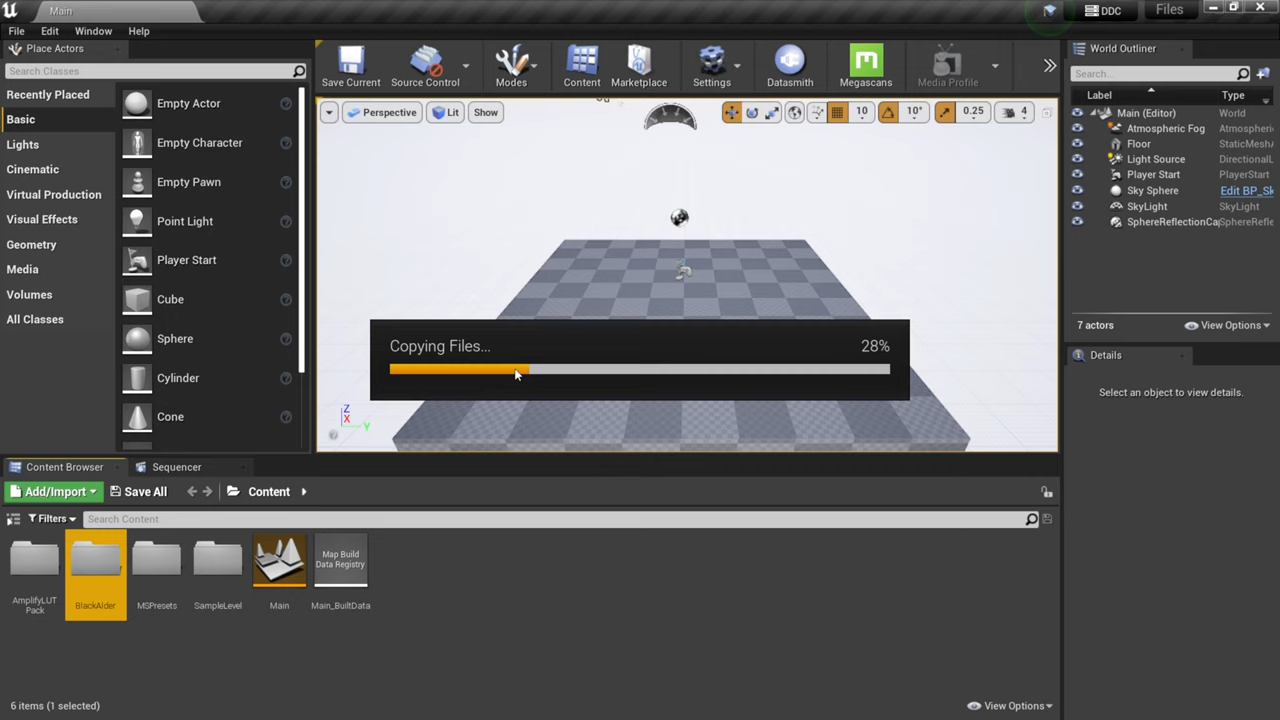 Main
DDC
Files
File Edit Window Help
Place Actors
Search Classes
Recently Placed
Basic
Lights
Cinematic
Virtual Production
Visual Effects
Geometry
Media
Volumes
All Classes
Empty Actor
Empty Character
Empty Pawn
Point Light
Player Start
Cube
Sphere
Cylinder
Cone
Save Current
Source Control
Modes
Content
Marketplace
Settings
Datasmith
Megascans
Media Profile
Perspective
Lit
Show
10
10°
0.25
4
Z
X
Y
Copying Files... 28%
World Outliner
Search...
Label Type
Main (Editor) World
Atmospheric Fog Atmospheric
Floor StaticMeshA
Light Source DirectionalL
Player Start PlayerStart
Sky Sphere Edit BP_Sk
SkyLight SkyLight
SphereReflectionCap SphereReflec
7 actors View Options
Details
Select an object to view details.
Content Browser Sequencer
Add/Import Save All Content
Filters Search Content
AmplifyLUT
Pack
BlackAlder
MSPresets
SampleLevel
Main
Map Build
Data Registry
Main_BuiltData
6 items (1 selected) View Options